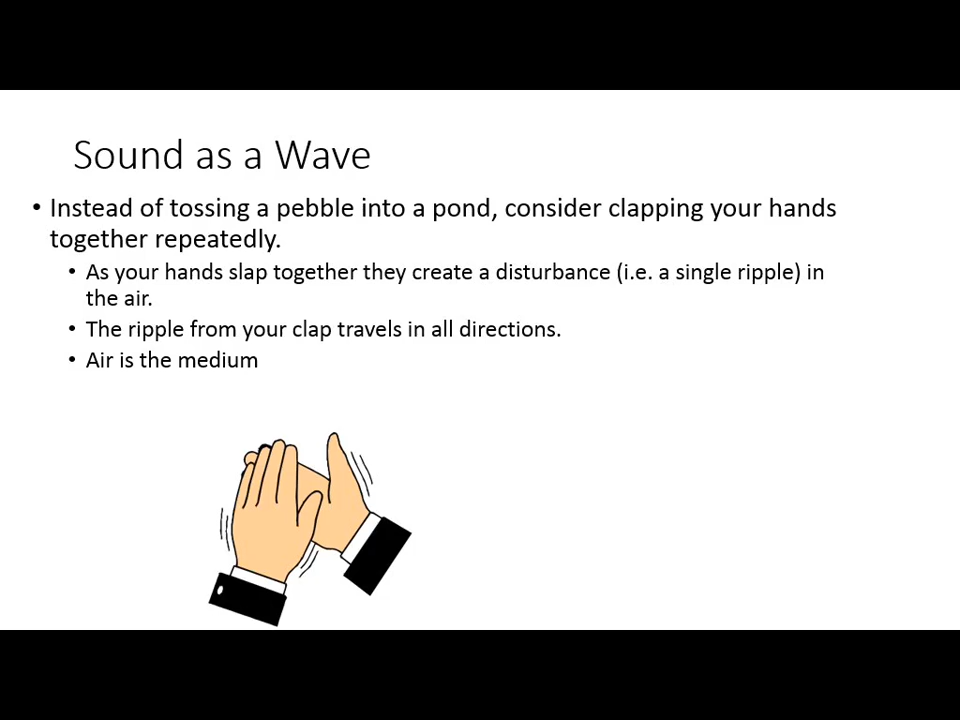 Sound as a Wave
• Instead of tossing a pebble into a pond, consider clapping your hands
together repeatedly.
• As your hands slap together they create a disturbance (i.e. a single ripple) in
the air.
• The ripple from your clap travels in all directions.
• Air is the medium